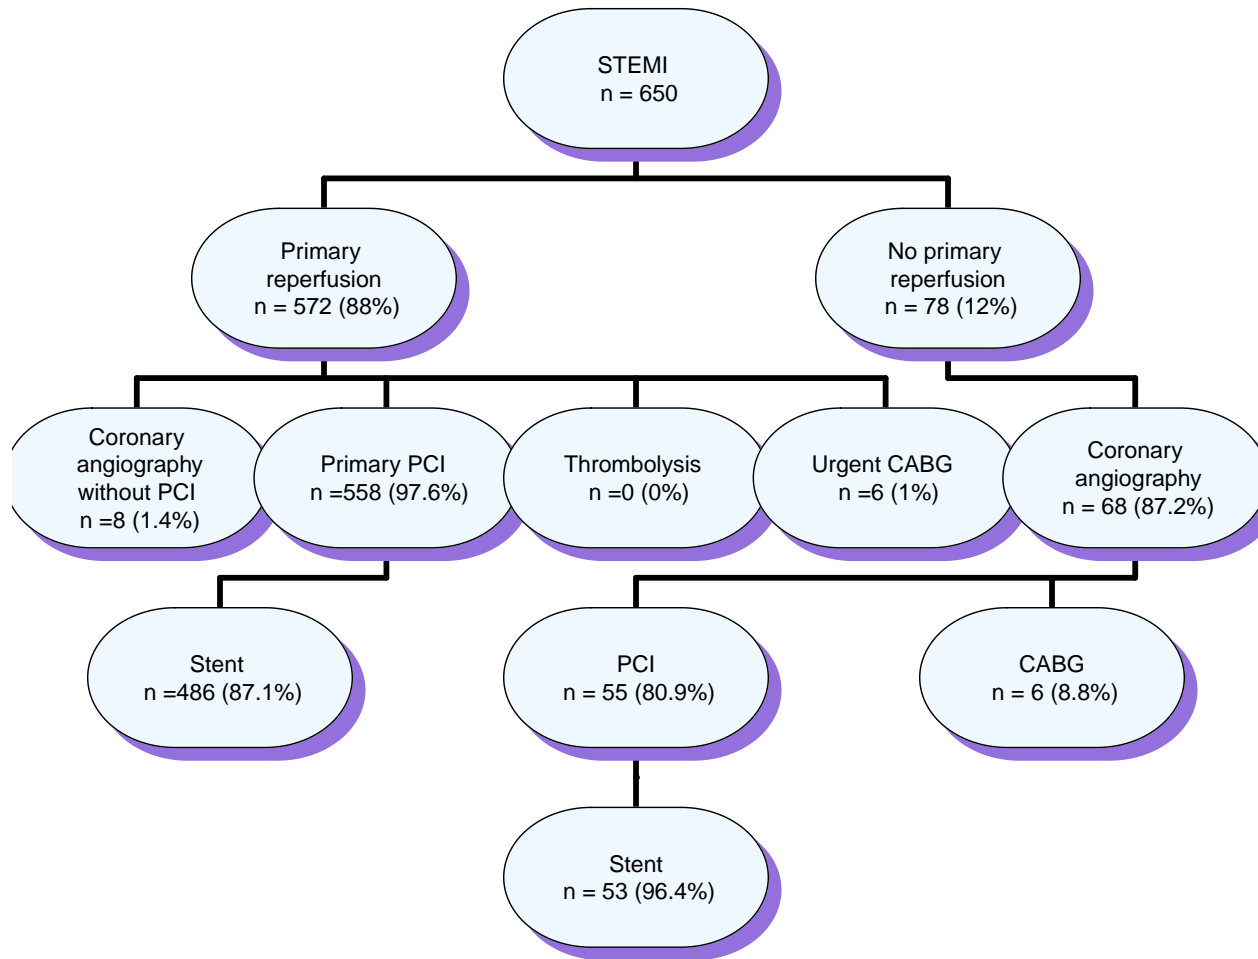 STEMI
n = 650
Primary
reperfusion
n = 572 (88%)
No primary
reperfusion
n = 78 (12%)
Coronary
angiography
without PCI
n =8 (1.4%)
Primary PCI
n =558 (97.6%)
Thrombolysis
n =0 (0%)
Urgent CABG
n =6 (1%)
Coronary
angiography
n = 68 (87.2%)
Stent
n =486 (87.1%)
PCI
n = 55 (80.9%)
CABG
n = 6 (8.8%)
Stent
n = 53 (96.4%)